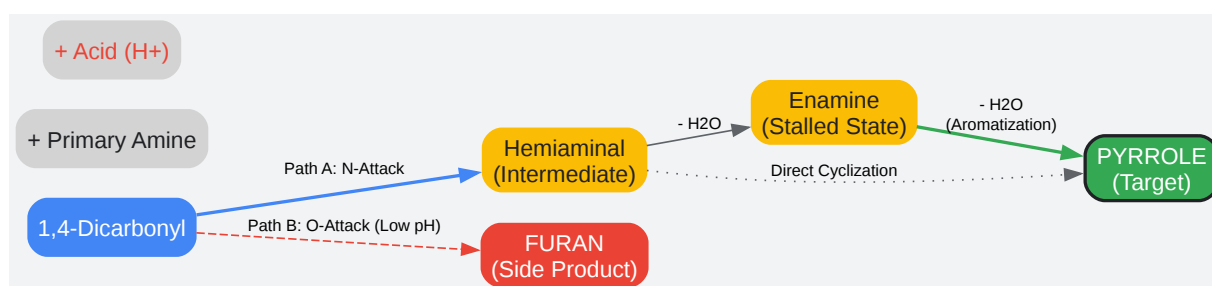 + Acid (H+)
+ Primary Amine
1,4-Dicarbonyl
Path A: N-Attack
Path B: O-Attack (Low pH)
Hemiaminal
(Intermediate)
FURAN
(Side Product)
- H2O
Enamine
(Stalled State)
Direct Cyclization
- H2O
(Aromatization)
PYRROLE
(Target)